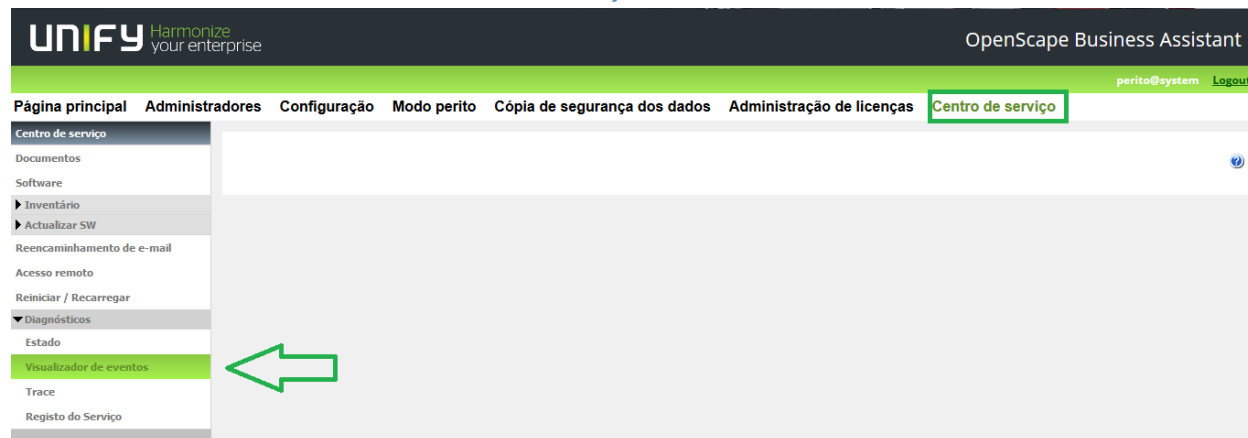 UNIFY Harmonize your enterprise
OpenScape Business Assistant
perito@system Logout
Página principal Administradores Configuração Modo perito Cópia de segurança dos dados Administração de licenças Centro de serviço
Centro de serviço
Documentos
Software
Inventário
Actualizar SW
Reencaminhamento de e-mail
Acesso remoto
Reiniciar / Recarregar
Diagnósticos
Estado
Visualizador de eventos
Trace
Registo do Serviço